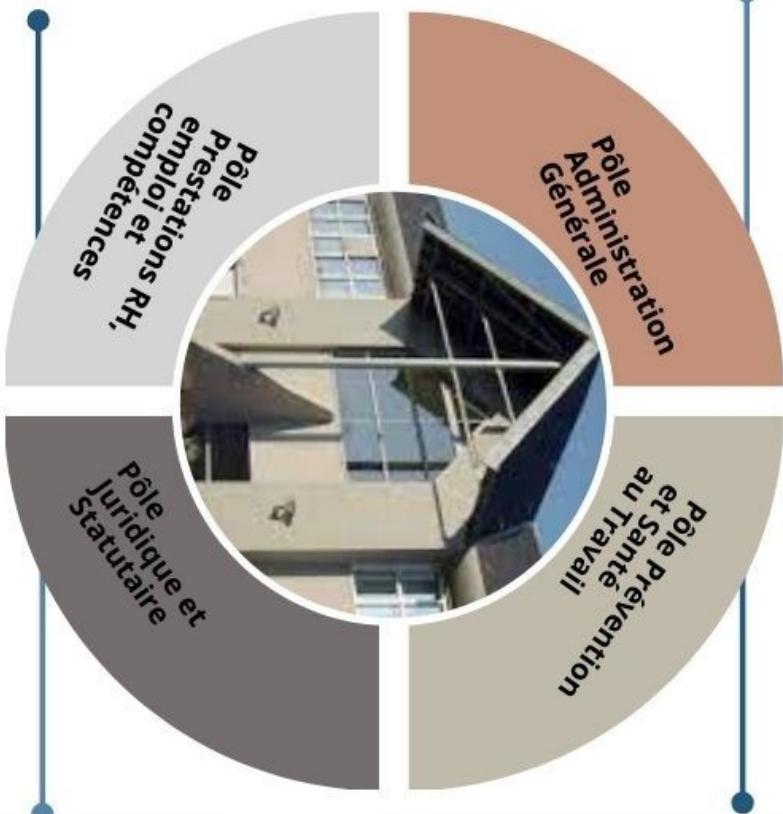 Pôle
Prestations RH,
emploi et
compétences
Pôle
Administration
Générale
Pôle
Juridique et
Statutaire
Pôle Prévention
et Santé
au Travail